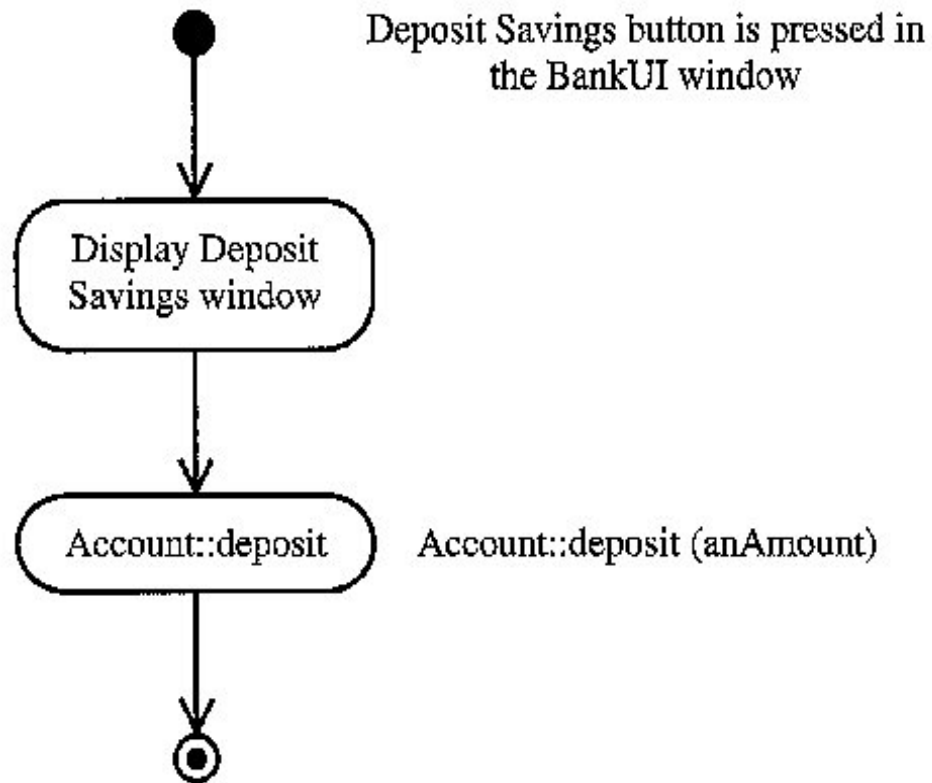 Deposit Savings button is pressed in
the BankUI window
Display Deposit
Savings window
Account::deposit
Account::deposit (anAmount)